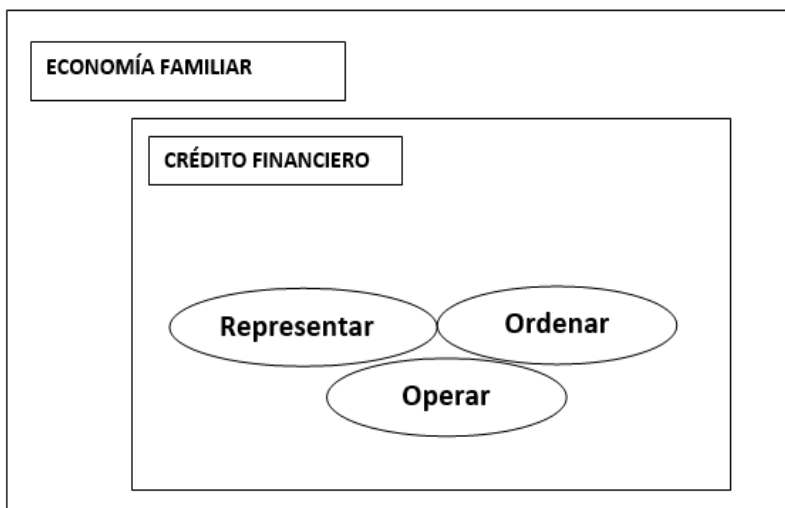 ECONOMÍA FAMILIAR
CRÉDITO FINANCIERO
Representar
Ordenar
Operar